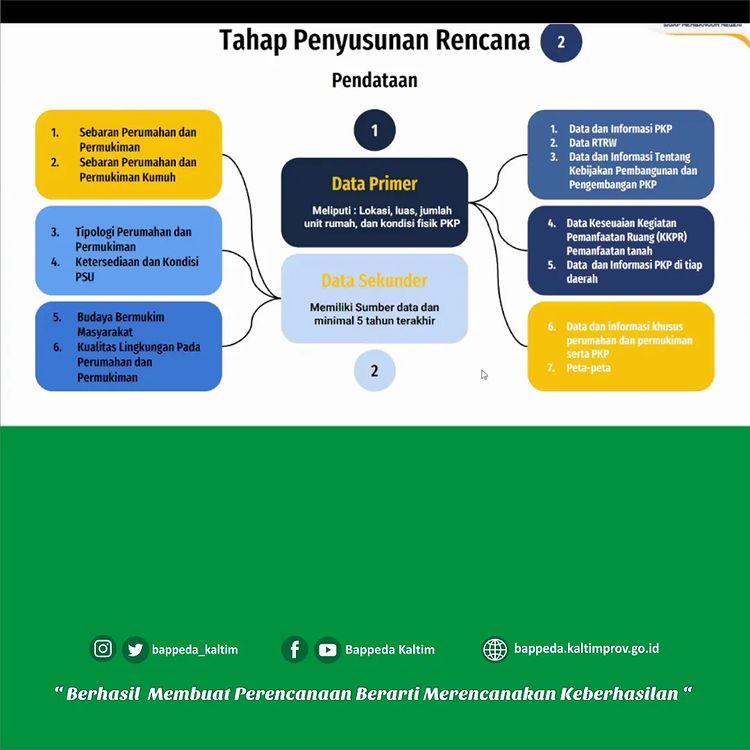 Tahap Penyusunan Rencana 2
Pendataan
1. Sebaran Perumahan dan
Permukiman
2. Sebaran Perumahan dan
Permukiman Kumuh
3. Tipologi Perumahan dan
Permukiman
4. Ketersediaan dan Kondisi
PSU
5. Budaya Bermukim
Masyarakat
6. Kualitas Lingkungan Pada
Perumahan dan
Permukiman
1
Data Primer
Meliputi : Lokasi, luas, jumlah
unit rumah, dan kondisi fisik PKP
Data Sekunder
Memiliki Sumber data dan
minimal 5 tahun terakhir
2
1. Data dan Informasi PKP
2. Data RTRW
3. Data dan Informasi Tentang
Kebijakan Pembangunan dan
Pengembangan PKP
4. Data Keseuaian Kegiatan
Pemanfaatan Ruang (KKPR)
Pemanfaatan tanah
5. Data dan Informasi PKP di tiap
daerah
6. Data dan informasi khusus
perumahan dan permukiman
serta PKP
7. Peta-peta
bappeda_kaltim
Bappeda Kaltim
bappeda.kaltimprov.go.id
“ Berhasil Membuat Perencanaan Berarti Merencanakan Keberhasilan “